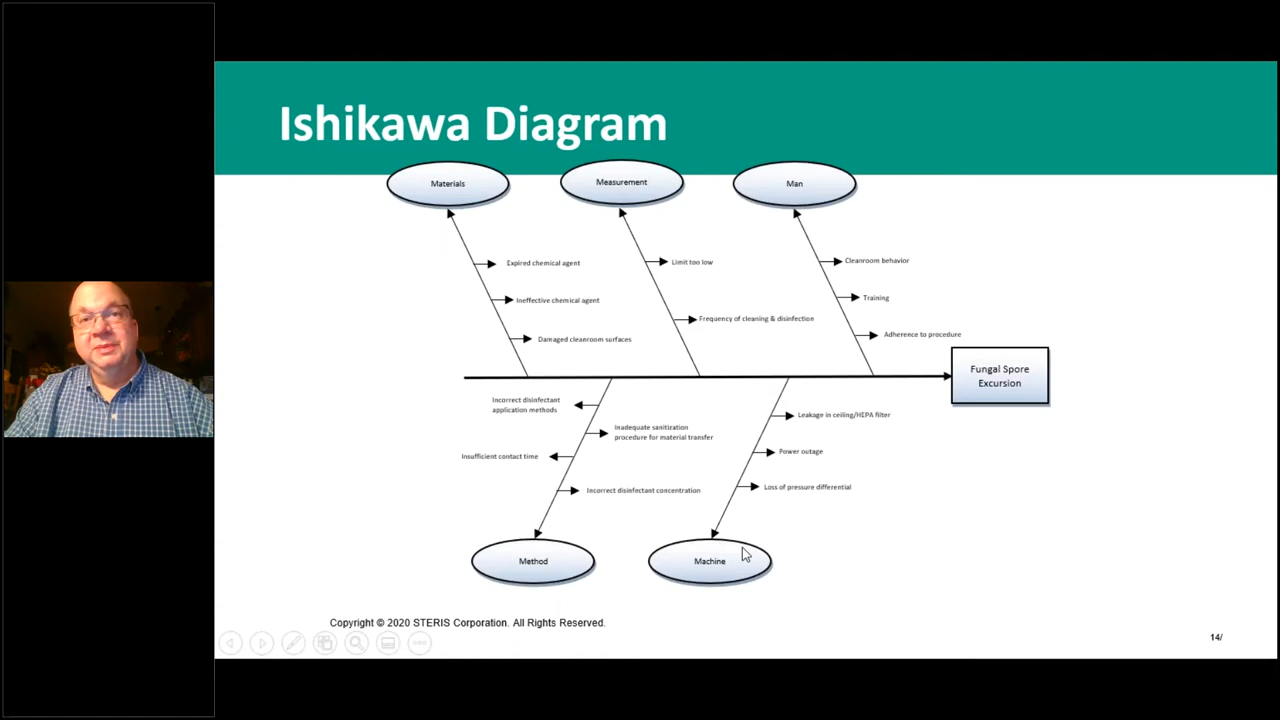 Ishikawa Diagram
Materials
Measurement
Man
Expired chemical agent
Ineffective chemical agent
Damaged cleanroom surfaces
Limit too low
Frequency of cleaning & disinfection
Cleanroom behavior
Training
Adherence to procedure
Fungal Spore
Excursion
Incorrect disinfectant
application methods
Inadequate sanitization
procedure for material transfer
Insufficient contact time
Incorrect disinfectant concentration
Leakage in ceiling/HEPA filter
Power outage
Loss of pressure differential
Method
Machine
Copyright © 2020 STERIS Corporation. All Rights Reserved.
14/